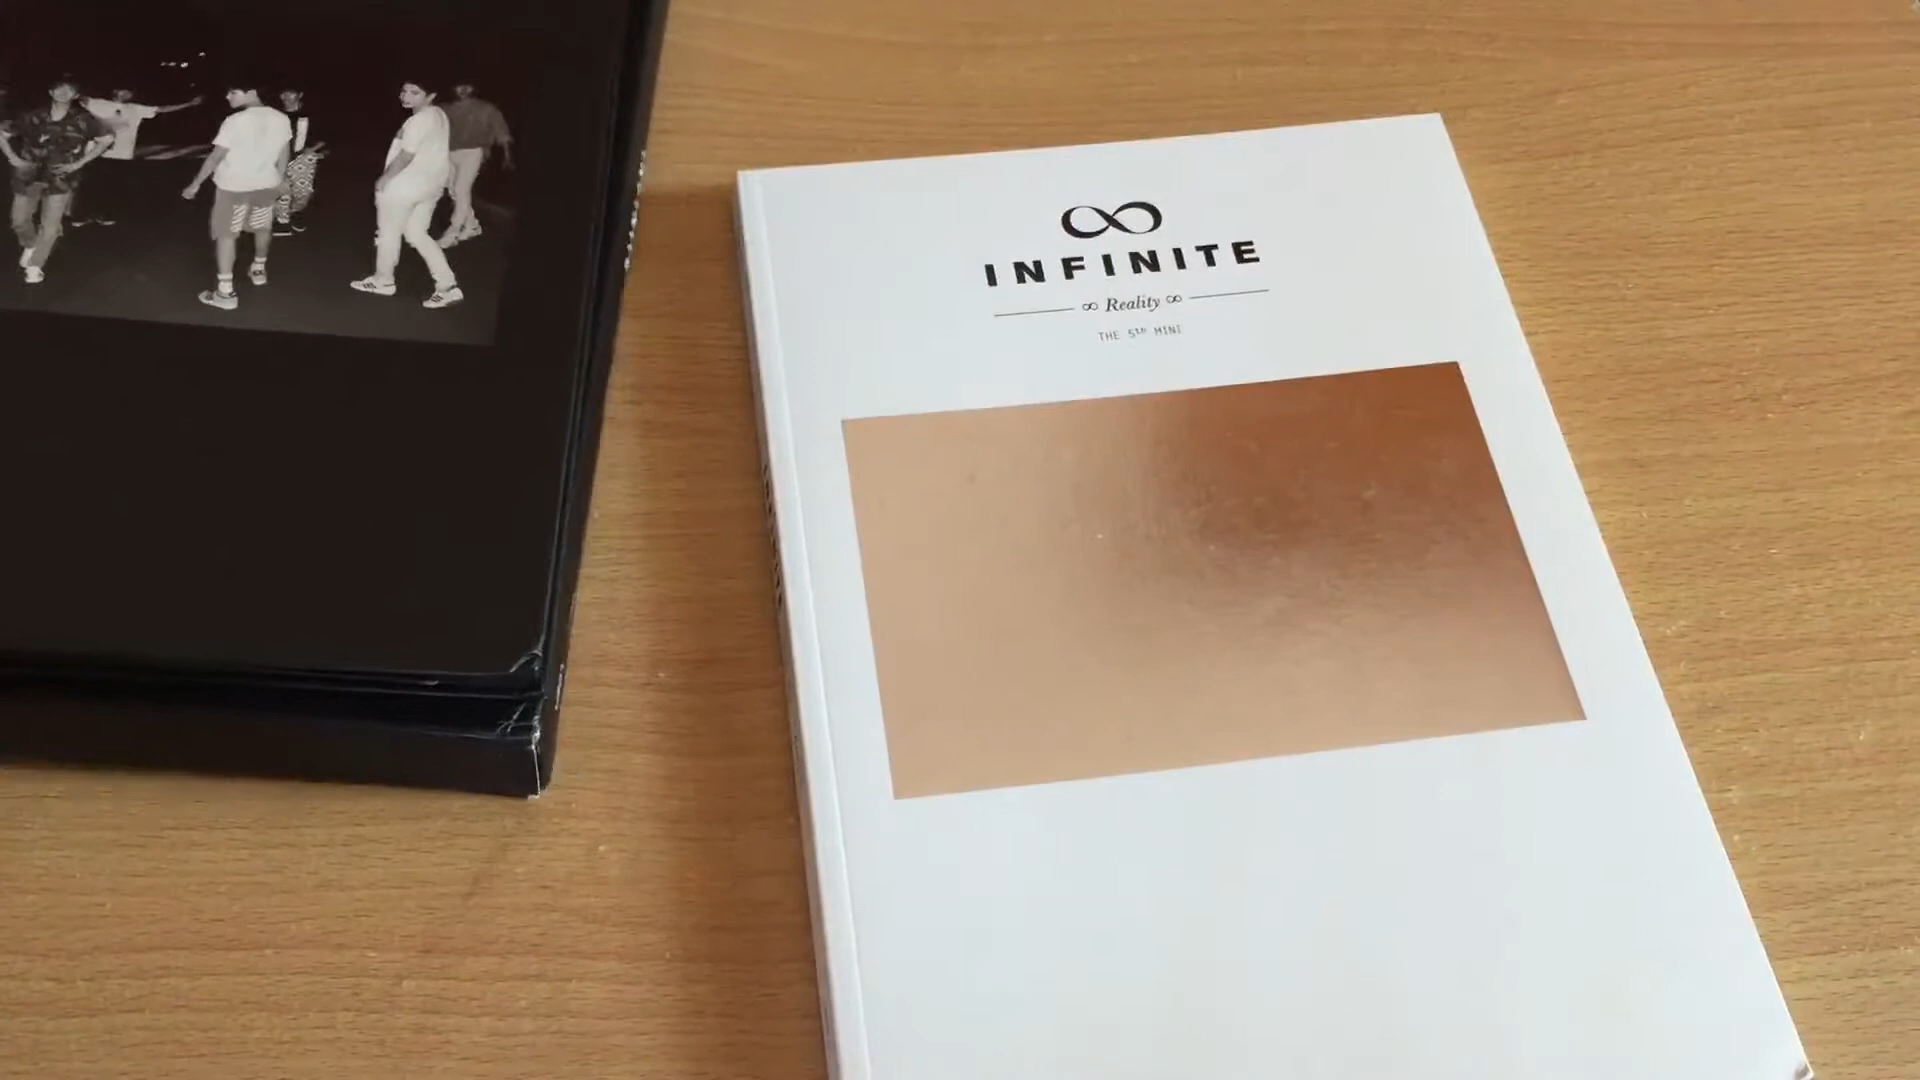 INFINITE
∞ Reality ∞
THE 5th MINI